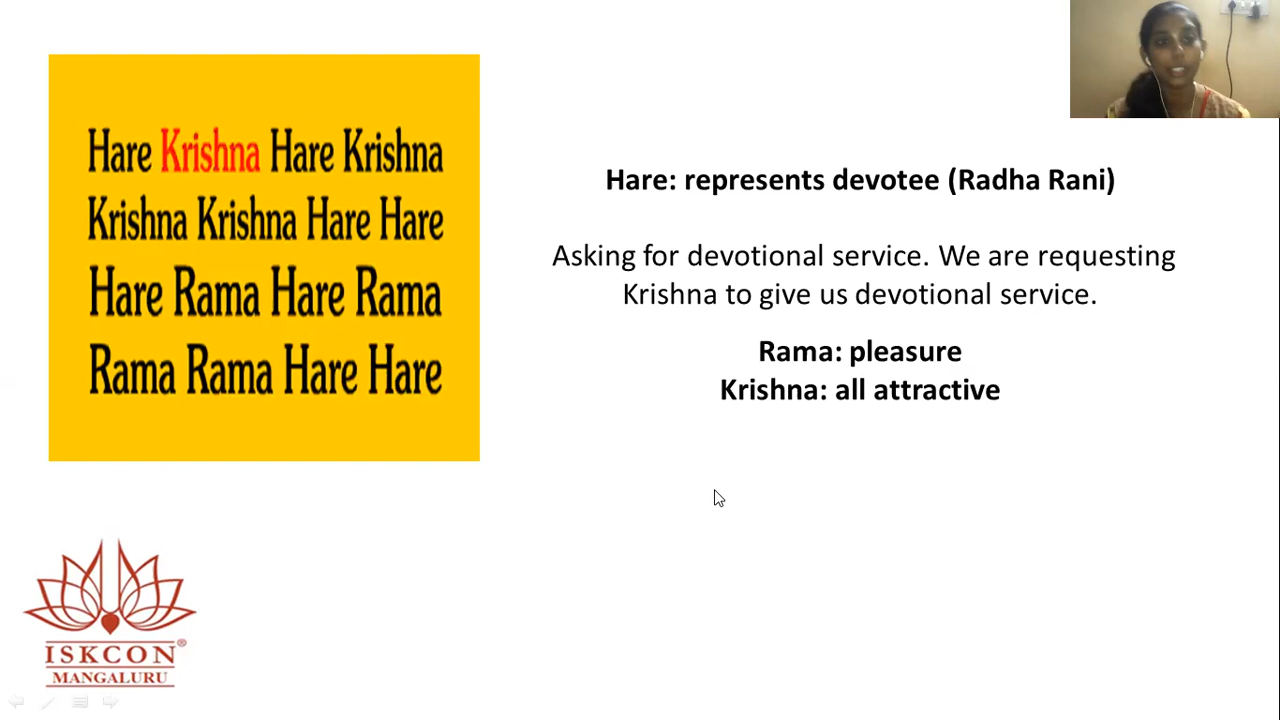 Hare Krishna Hare Krishna
Krishna Krishna Hare Hare
Hare Rama Hare Rama
Rama Rama Hare Hare
Hare: represents devotee (Radha Rani)
Asking for devotional service. We are requesting
Krishna to give us devotional service.
Rama: pleasure
Krishna: all attractive
ISKCON®
MANGALURU